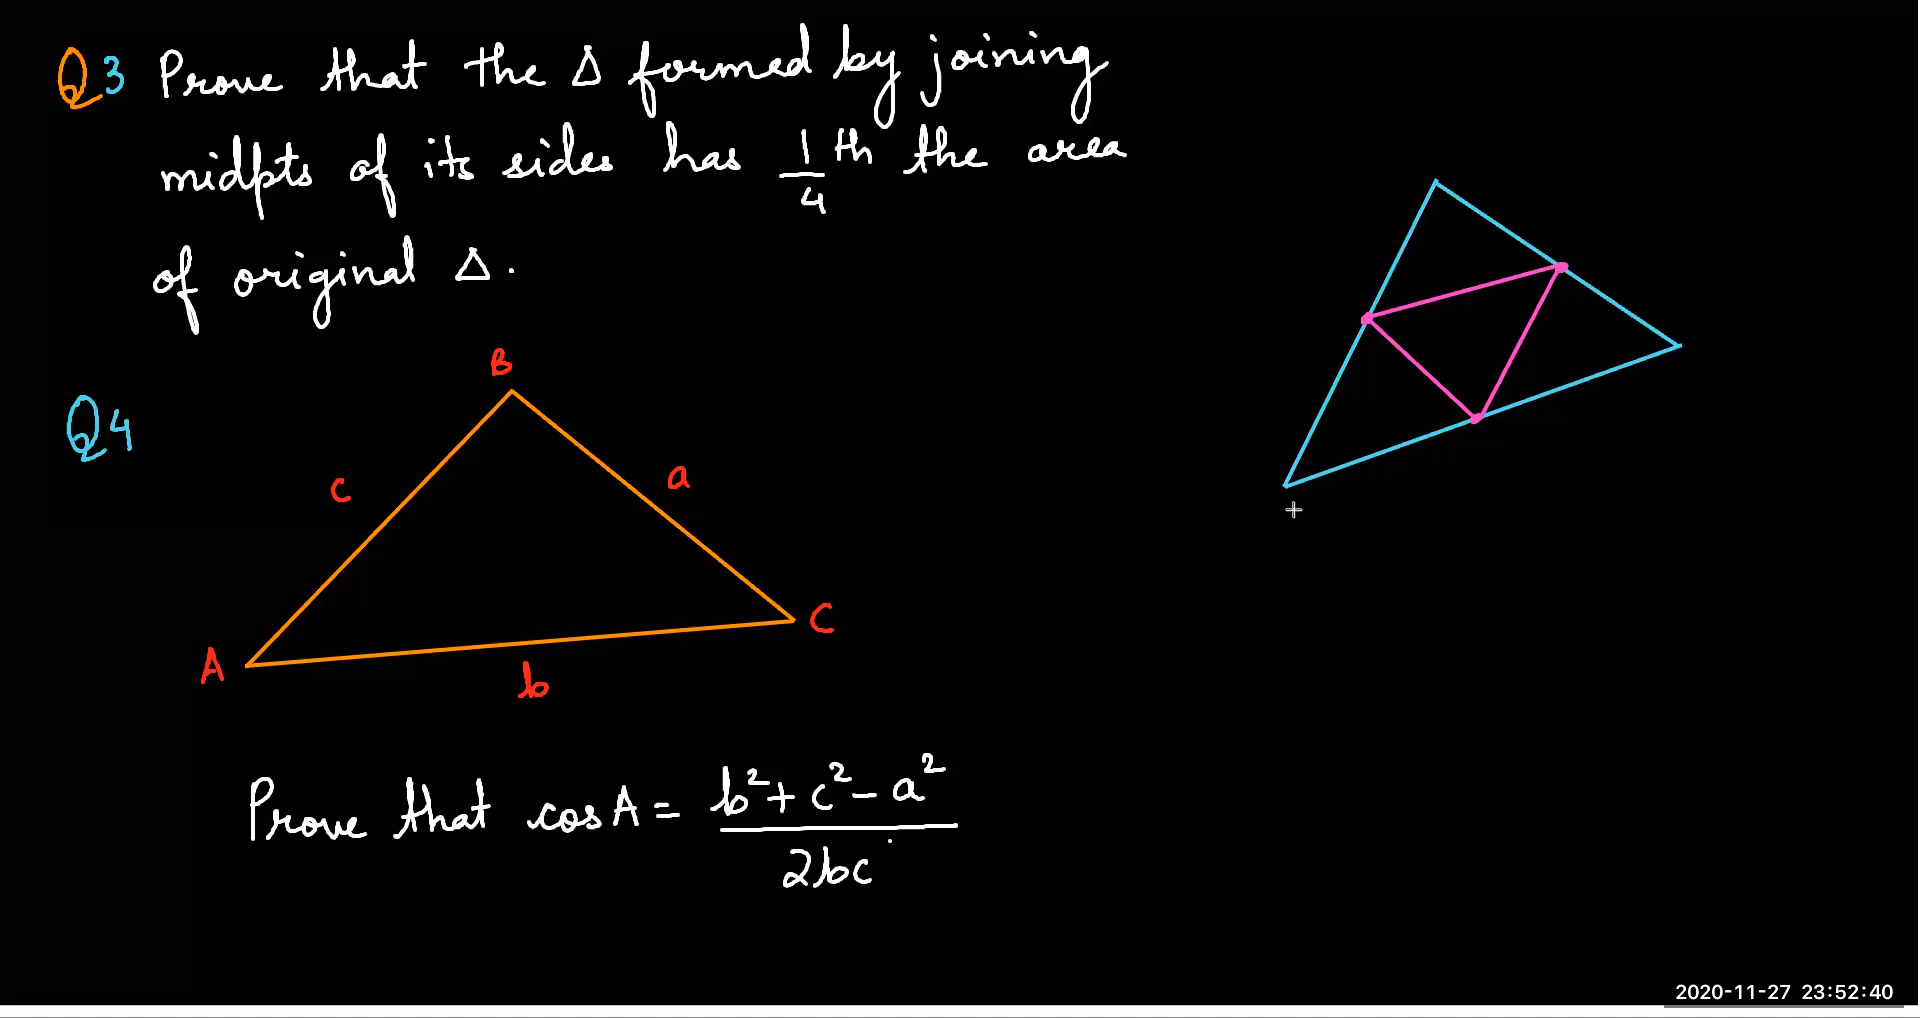 Q3 Prove that the Δ formed by joining
midpts of its sides has 1/4 th the area
of original Δ.
Q4
B
c
a
A
C
b
Prove that cos A = b²+c²-a² / 2bc
2020-11-27 23:52:40